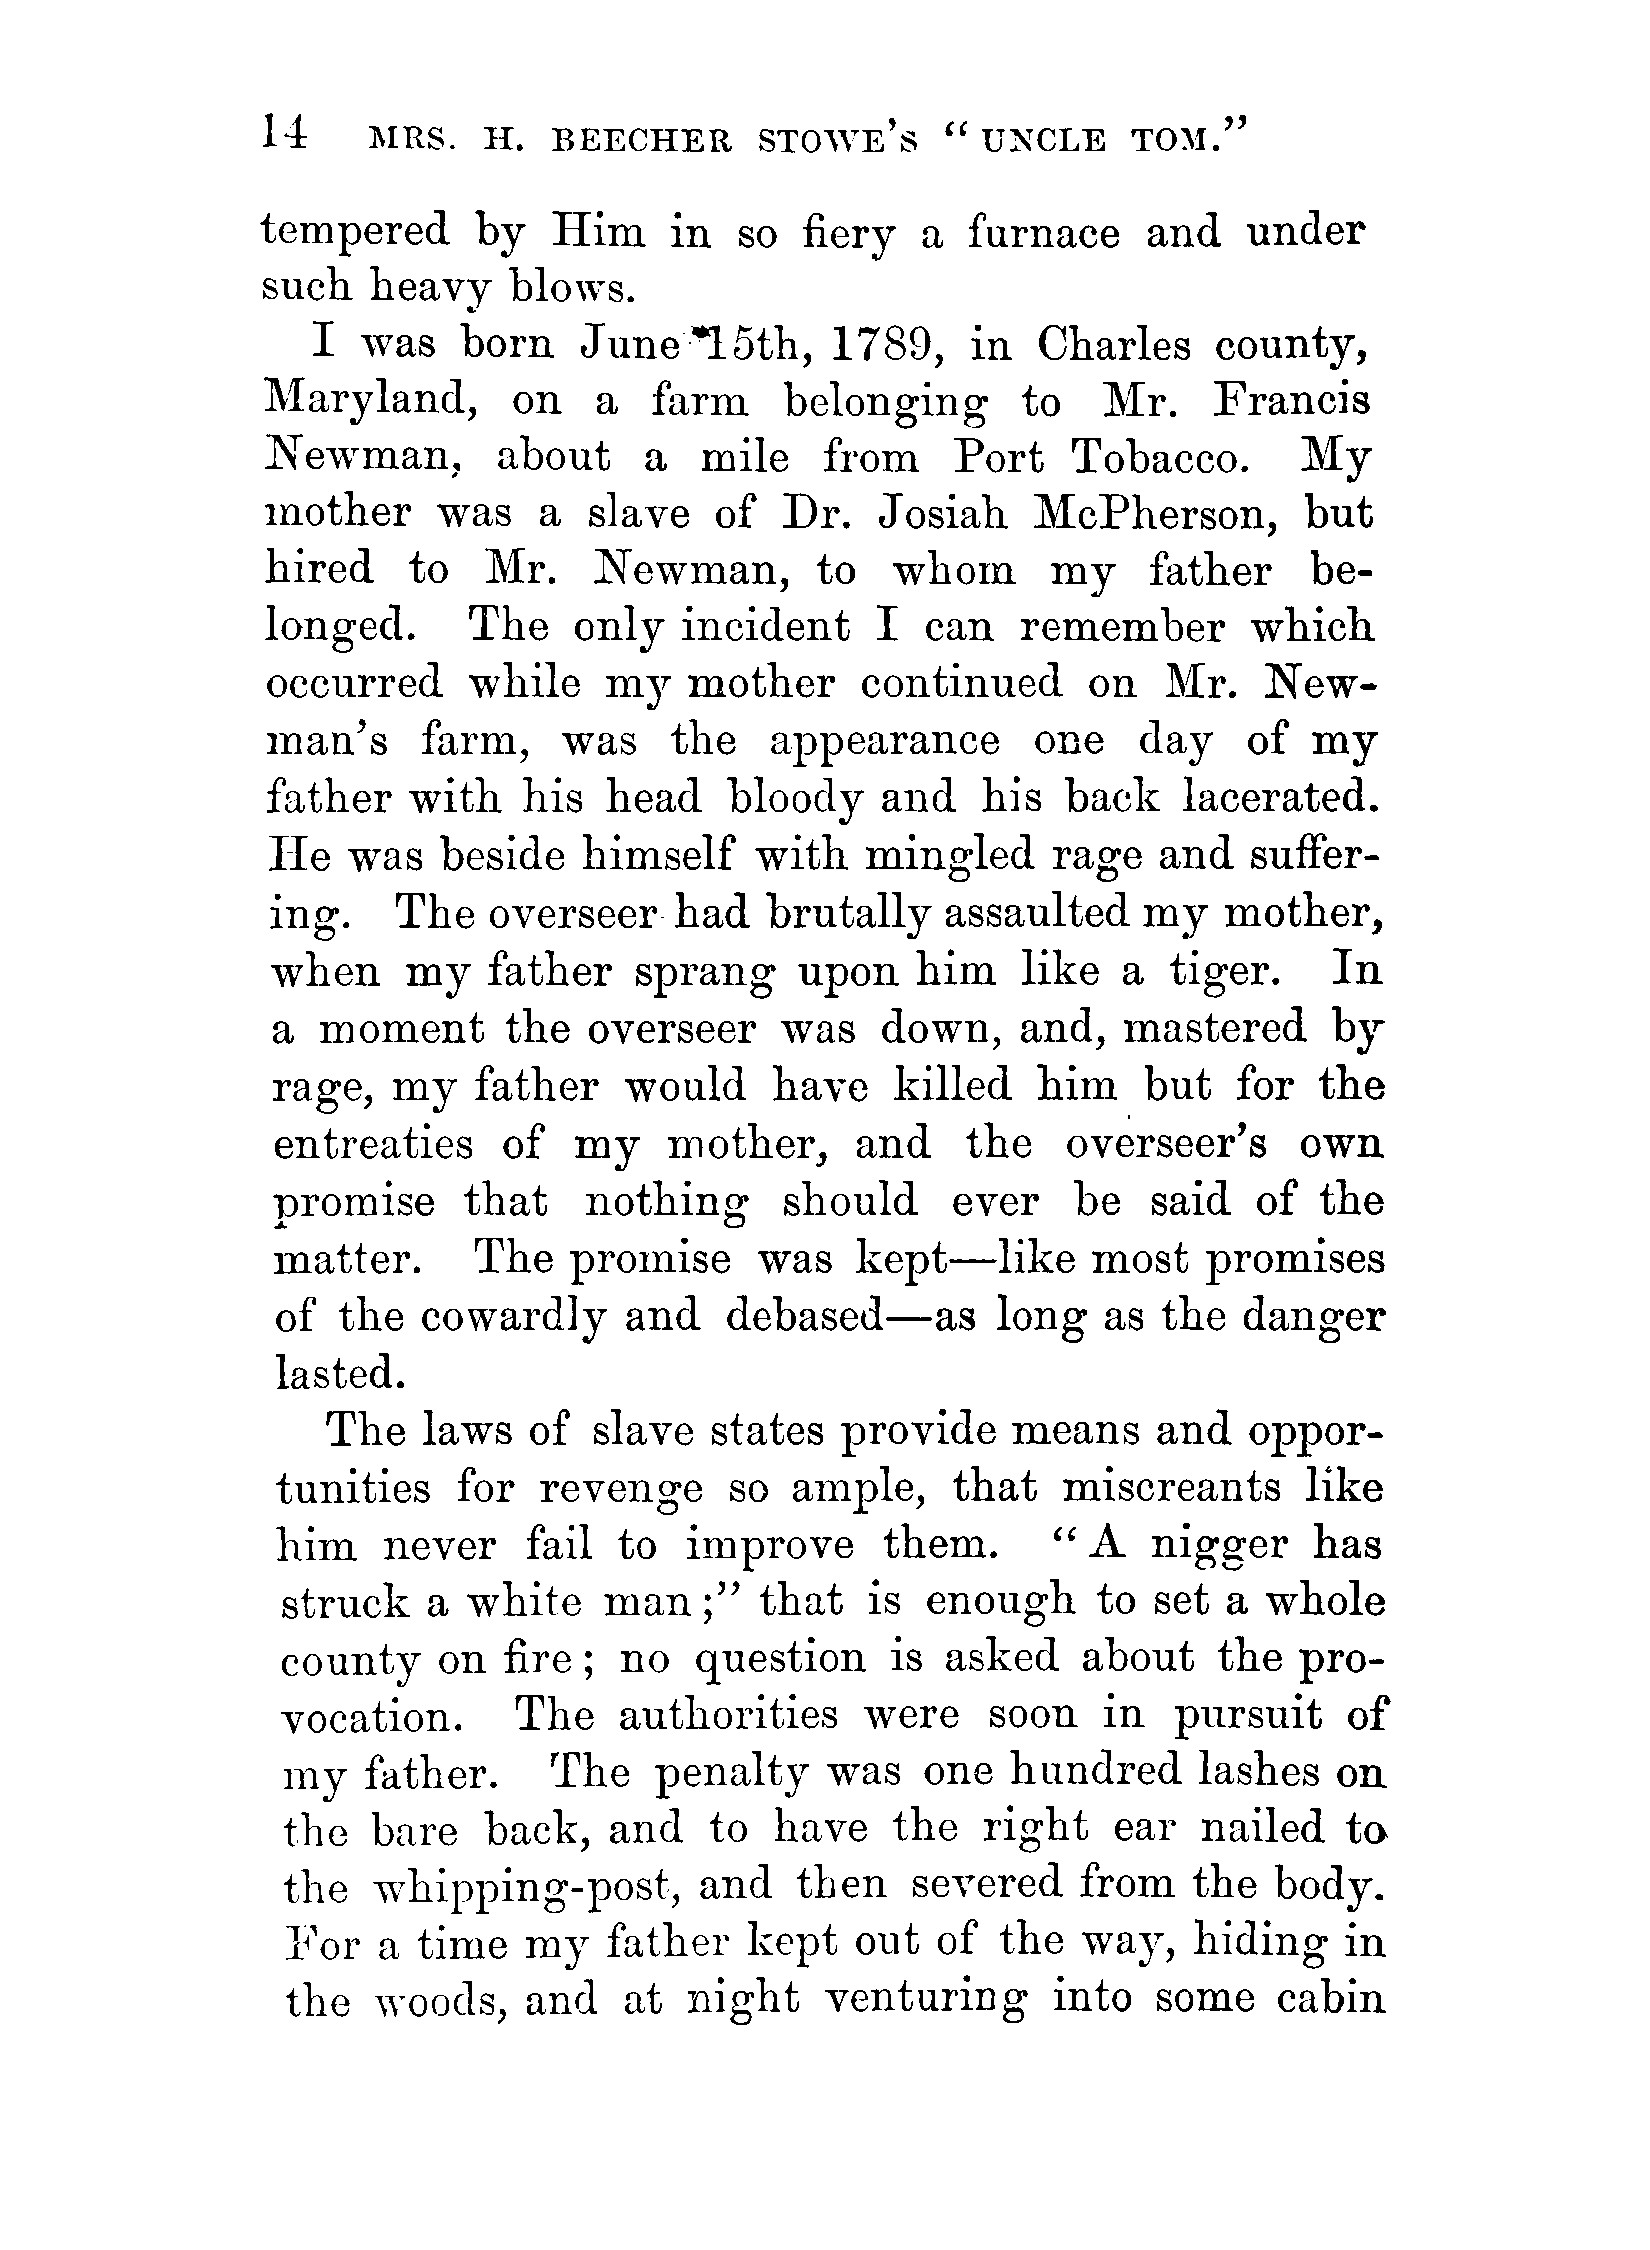 14 MRS. H. BEECHER STOWE'S “ UNCLE TOM.”
tempered by Him in so fiery a furnace and under
such heavy blows.
I was born June 15th, 1789, in Charles county,
Maryland, on a farm belonging to Mr. Francis
Newman, about a mile from Port Tobacco. My
mother was a slave of Dr. Josiah McPherson, but
hired to Mr. Newman, to whom my father be-
longed. The only incident I can remember which
occurred while my mother continued on Mr. New-
man's farm, was the appearance one day of my
father with his head bloody and his back lacerated.
He was beside himself with mingled rage and suffer-
ing. The overseer had brutally assaulted my mother,
when my father sprang upon him like a tiger. In
a moment the overseer was down, and, mastered by
rage, my father would have killed him but for the
entreaties of my mother, and the overseer's own
promise that nothing should ever be said of the
matter. The promise was kept—like most promises
of the cowardly and debased—as long as the danger
lasted.
The laws of slave states provide means and oppor-
tunities for revenge so ample, that miscreants like
him never fail to improve them. “ A nigger has
struck a white man ;” that is enough to set a whole
county on fire ; no question is asked about the pro-
vocation. The authorities were soon in pursuit of
my father. The penalty was one hundred lashes on
the bare back, and to have the right ear nailed to
the whipping-post, and then severed from the body.
For a time my father kept out of the way, hiding in
the woods, and at night venturing into some cabin